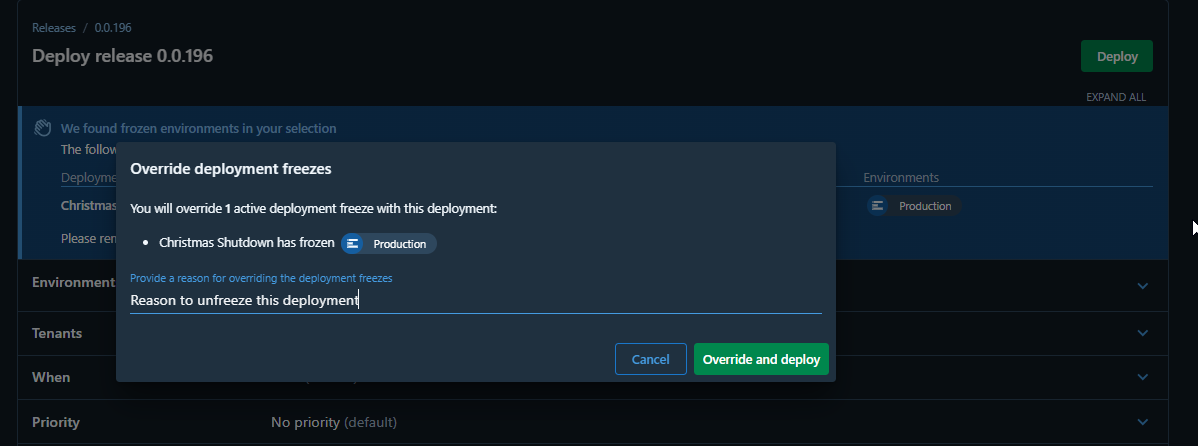 Releases / 0.0.196
Deploy release 0.0.196
Deploy
EXPAND ALL
We found frozen environments in your selection
The follow
Deployme
Environments
Christmas
Production
Please ren
Override deployment freezes
You will override 1 active deployment freeze with this deployment:
Christmas Shutdown has frozen Production
Provide a reason for overriding the deployment freezes
Reason to unfreeze this deployment
Cancel
Override and deploy
Environment
Tenants
When
Priority
No priority (default)